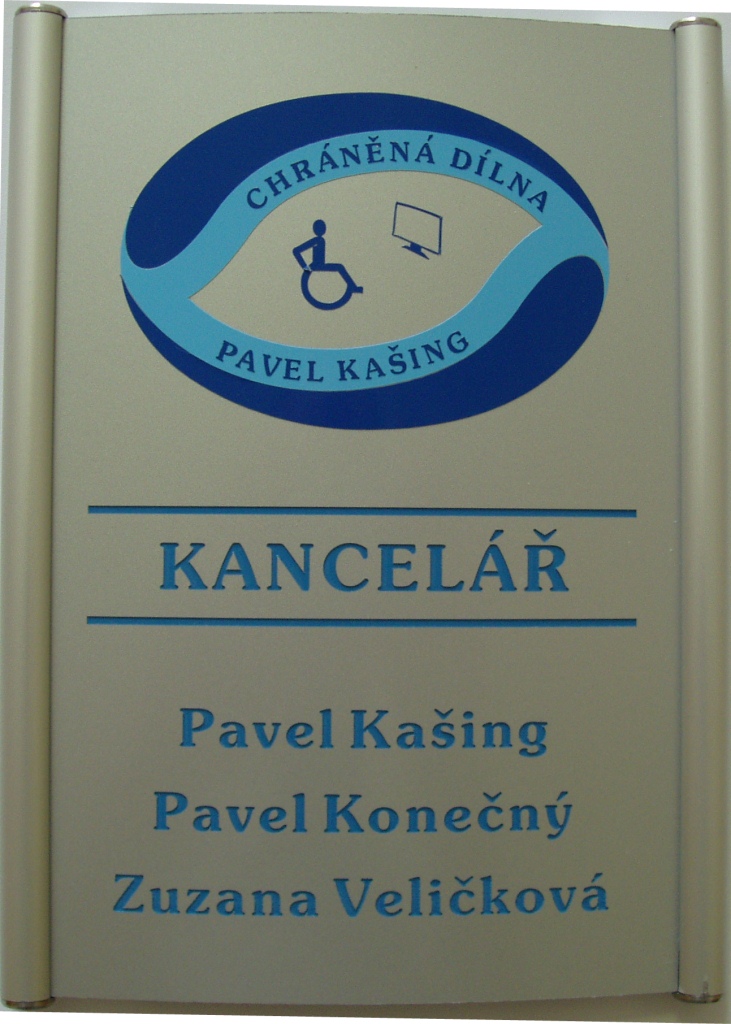 CHRÁNĚNÁ DÍLNA
PAVEL KAŠING
KANCELÁŘ
Pavel Kašing
Pavel Konečný
Zuzana Veličková